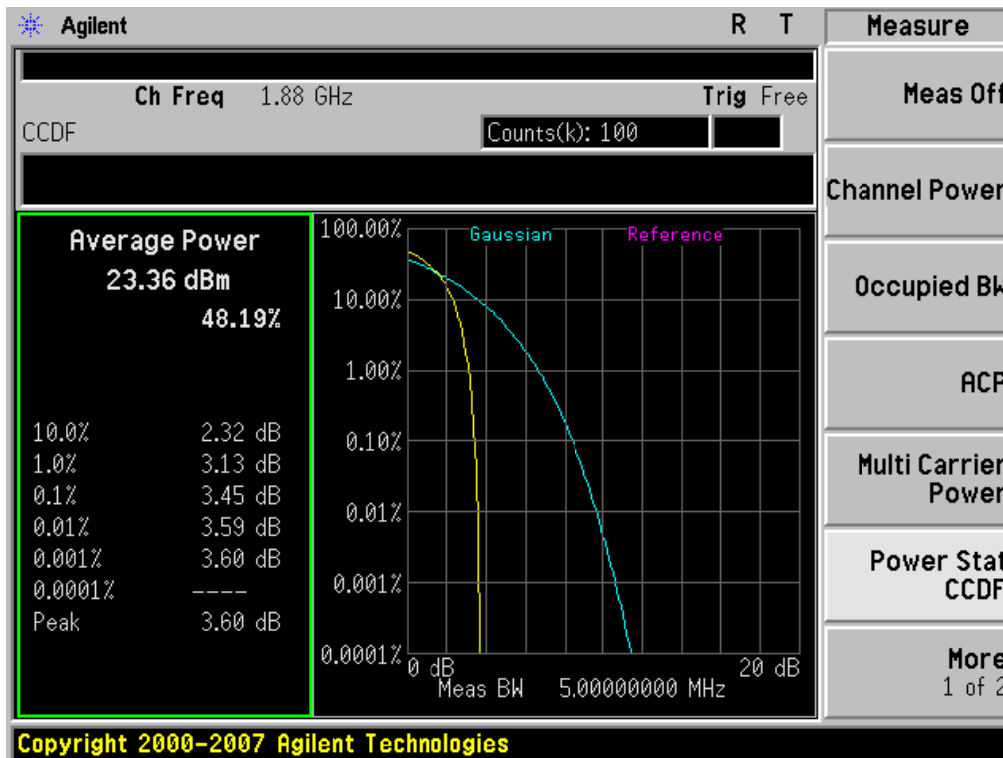 Agilent R T
Measure
Ch Freq 1.88 GHz Trig Free
CCDF Counts(k): 100
Average Power
23.36 dBm
48.19%
10.0% 2.32 dB
1.0% 3.13 dB
0.1% 3.45 dB
0.01% 3.59 dB
0.001% 3.60 dB
0.0001% ----
Peak 3.60 dB
Gaussian Reference
100.00%
10.00%
1.00%
0.10%
0.01%
0.001%
0.0001%
0 dB 20 dB
Meas BW 5.00000000 MHz
Meas Off
Channel Power
Occupied BW
ACP
Multi Carrier
Power
Power Stat
CCDF
More
1 of 2
Copyright 2000-2007 Agilent Technologies